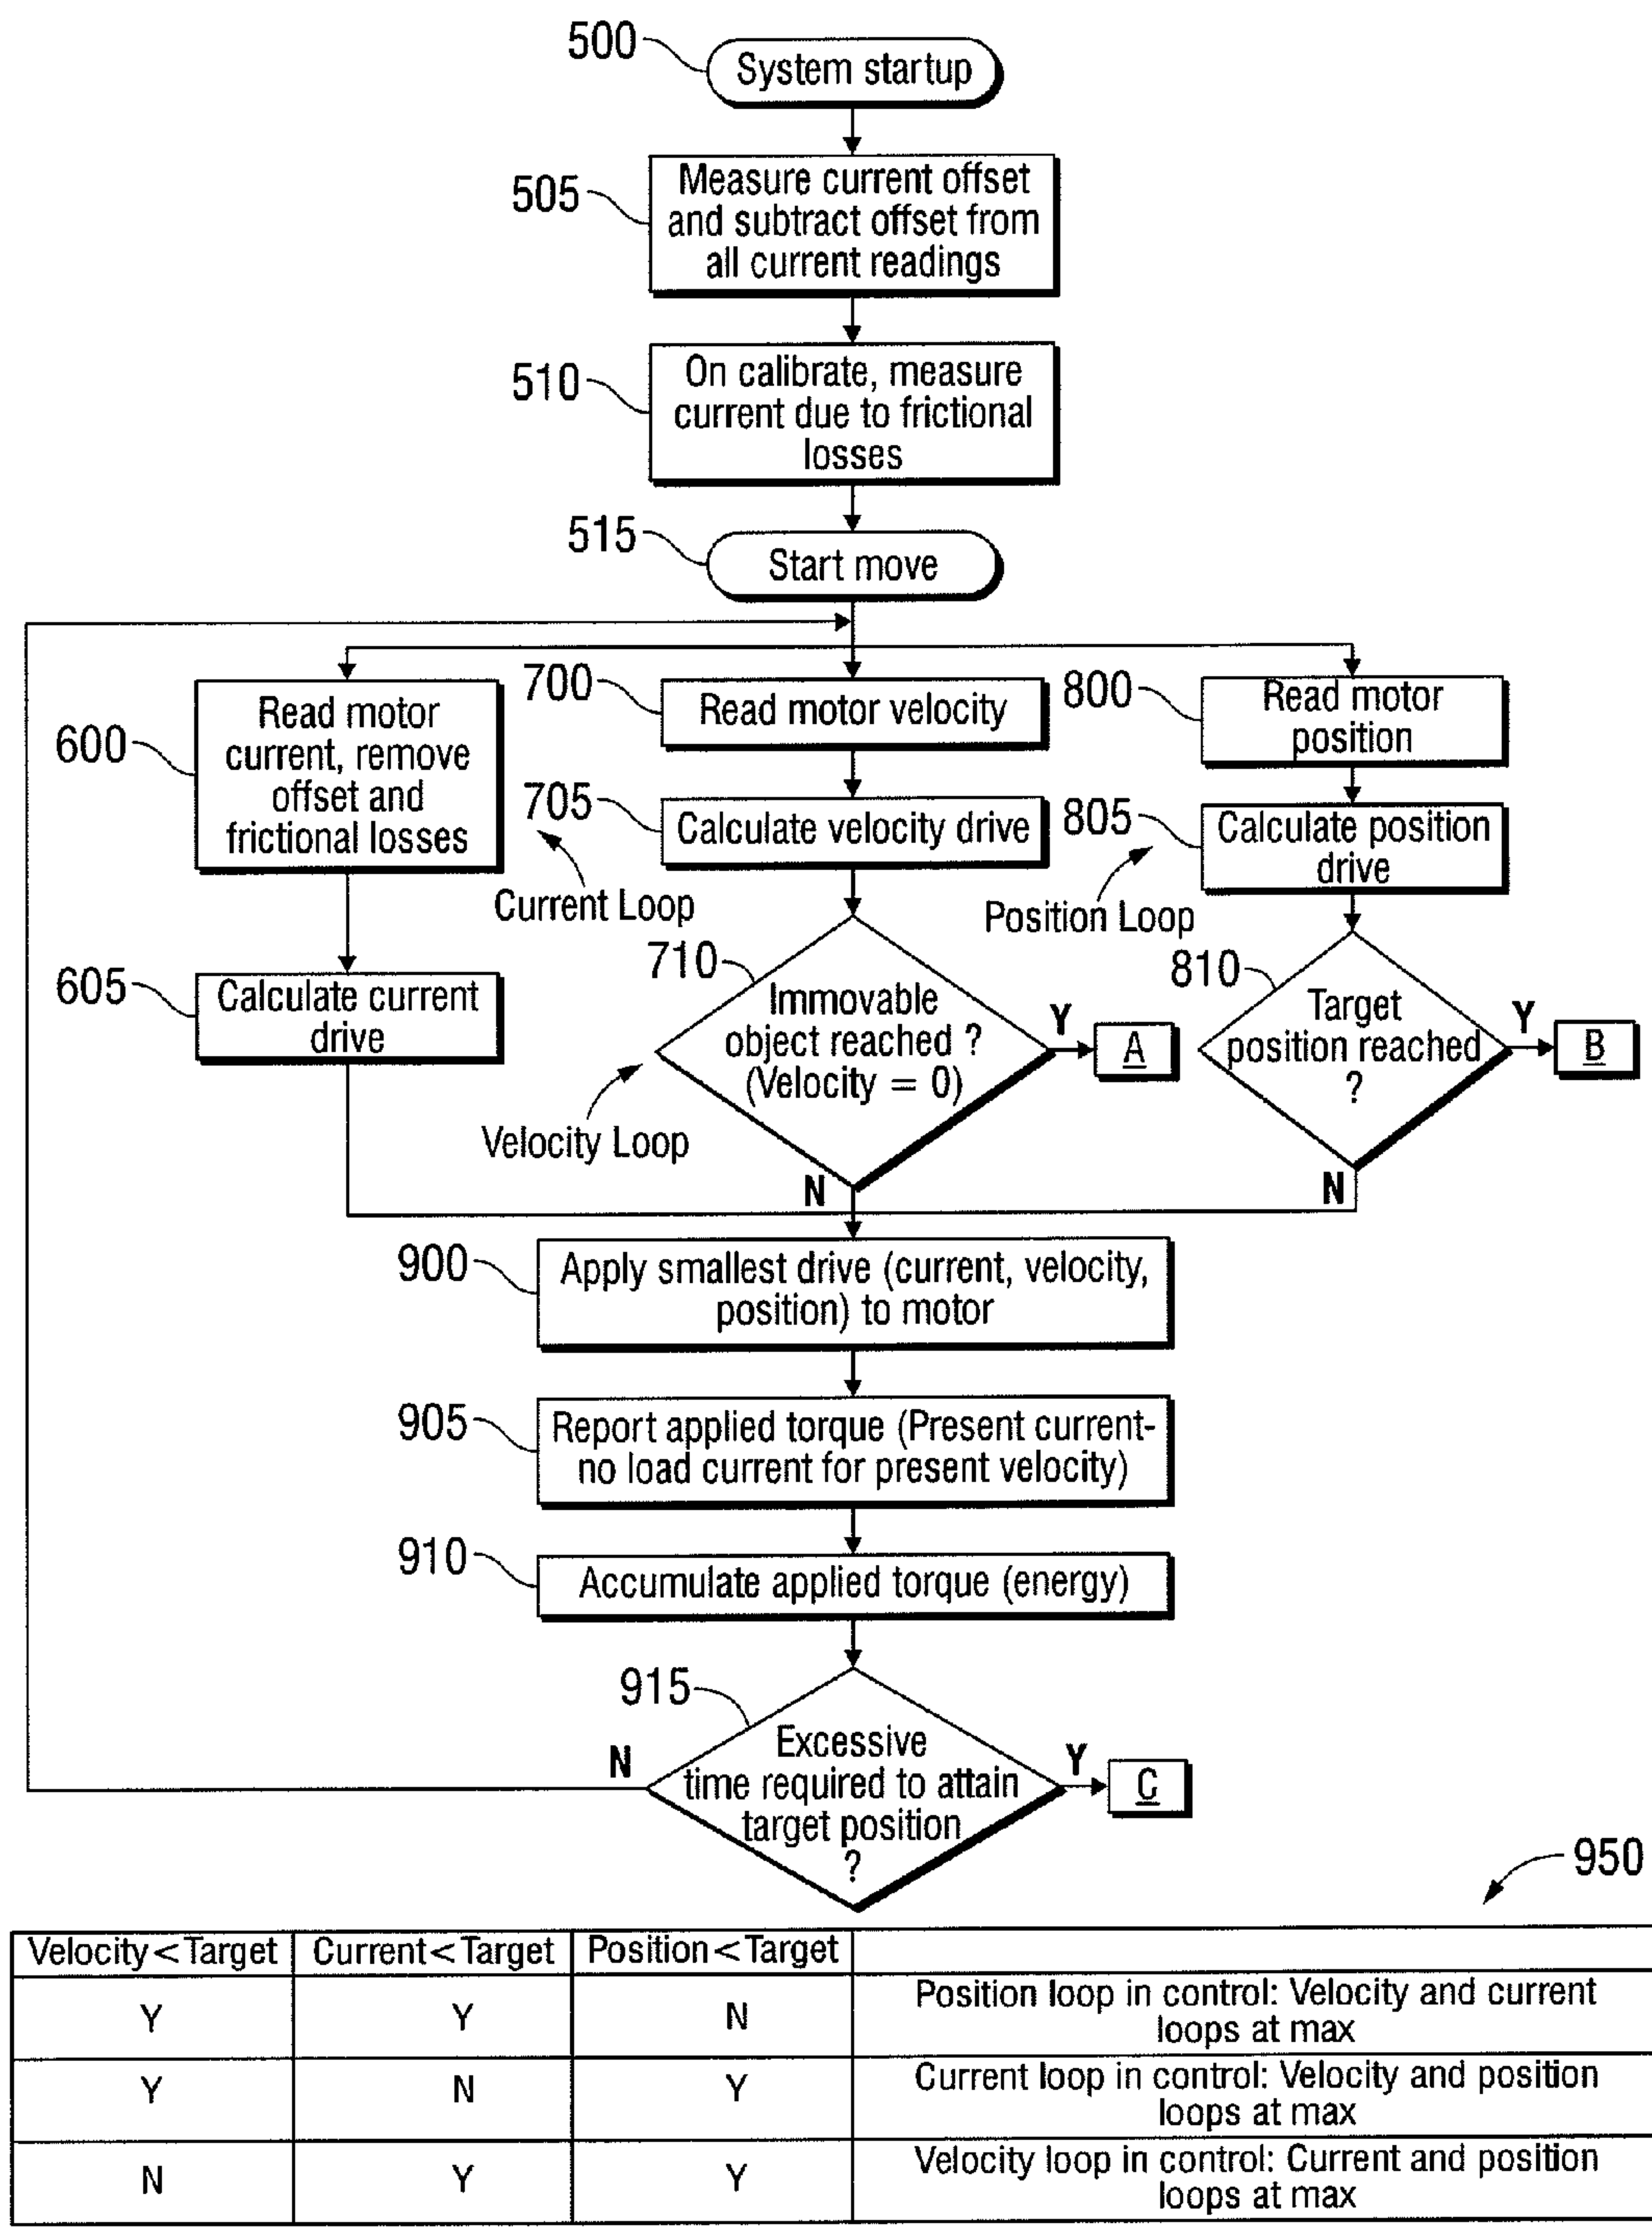 500
System startup
505
Measure current offset
and subtract offset from
all current readings
510
On calibrate, measure
current due to frictional
losses
515
Start move
600
Read motor
current, remove
offset and
frictional losses
605
Calculate current
drive
Current Loop
700
Read motor velocity
705
Calculate velocity drive
710
Immovable
object reached ?
(Velocity = 0)
Y
A
N
Velocity Loop
800
Read motor
position
805
Calculate position
drive
Position Loop
810
Target
position reached
?
Y
B
N
900
Apply smallest drive (current, velocity,
position) to motor
905
Report applied torque (Present current-
no load current for present velocity)
910
Accumulate applied torque (energy)
915
Excessive
time required to attain
target position
?
N
Y
C
950
Velocity<Target Current<Target Position<Target
Y Y N Position loop in control: Velocity and current
loops at max
Y N Y Current loop in control: Velocity and position
loops at max
N Y Y Velocity loop in control: Current and position
loops at max